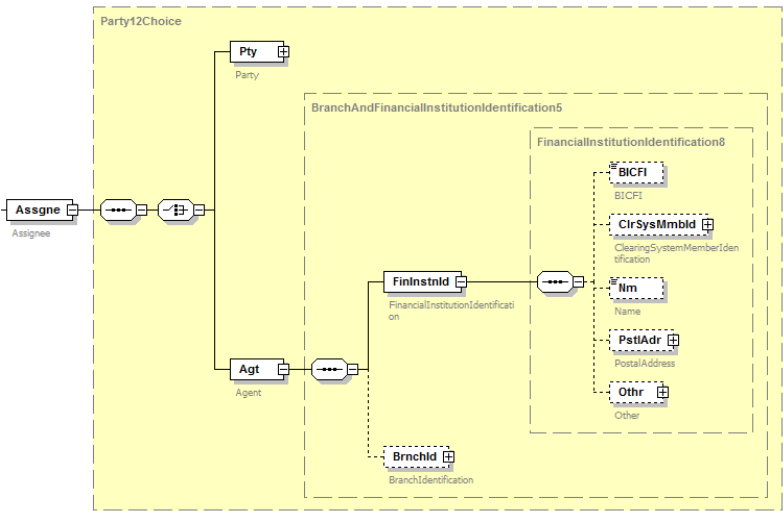 Party12Choice
Pty
Party
BranchAndFinancialInstitutionIdentification5
FinancialInstitutionIdentification8
BICFI
BICFI
Assgne
Assignee
ClrSysMmbId
ClearingSystemMemberIden
tification
FinInstnId
FinancialInstitutionIdentificati
on
Nm
Name
PstlAdr
PostalAddress
Agt
Agent
Othr
Other
BrnchId
BranchIdentification